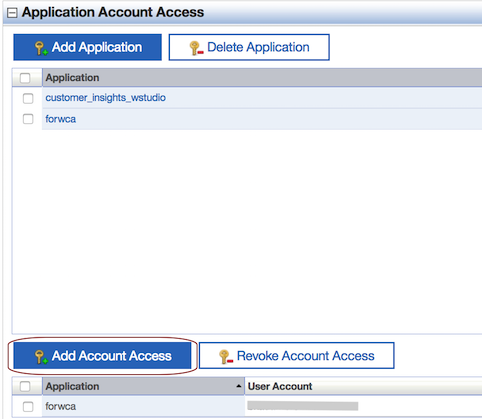 Application Account Access
Add Application Delete Application
Application
customer_insights_wstudio
forwca
Add Account Access Revoke Account Access
Application User Account
forwca